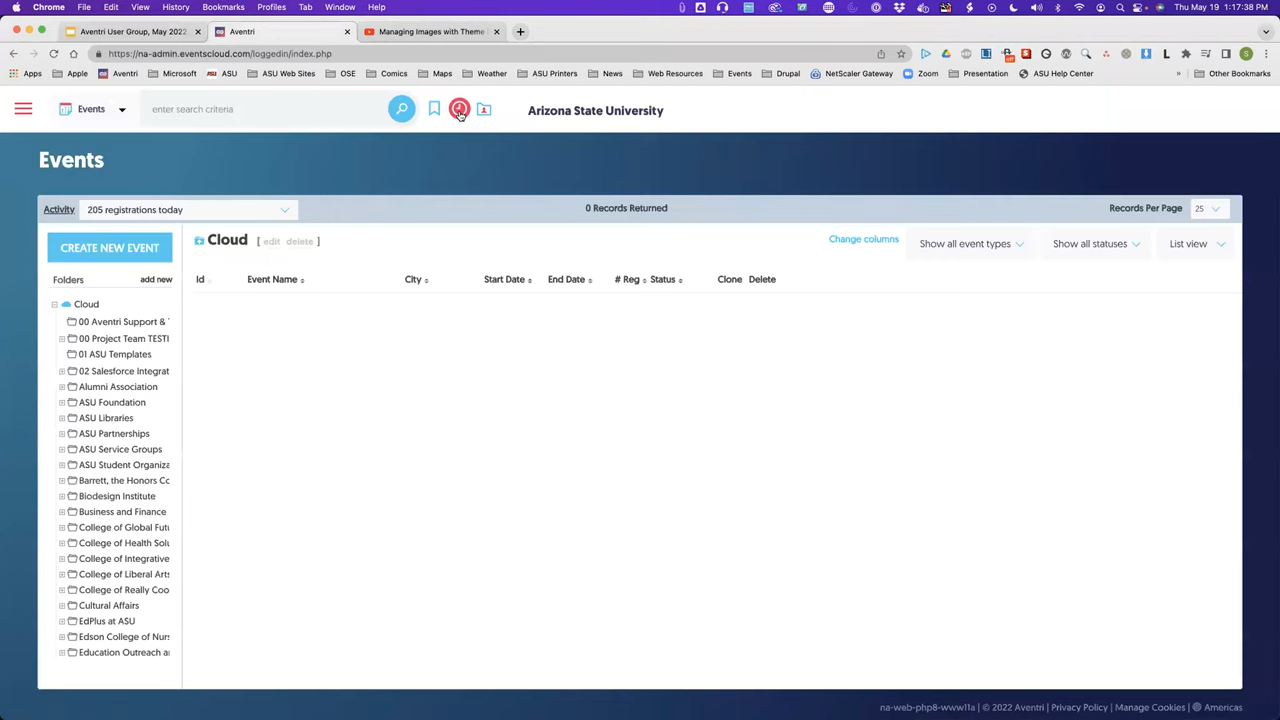 Chrome File Edit View History Bookmarks Profiles Tab Window Help Thu May 19 1:17:38 PM
Aventri User Group, May 2022 Aventri Managing Images with Theme
https://na-admin.eventscloud.com/loggedin/index.php
Apps Apple Aventri Microsoft ASU ASU Web Sites OSE Comics Maps Weather ASU Printers News Web Resources Events Drupal NetScaler Gateway Zoom Presentation ASU Help Center » Other Bookmarks
Events enter search criteria Arizona State University
Events
Activity 205 registrations today 0 Records Returned Records Per Page 25
CREATE NEW EVENT Cloud [ edit delete ] Change columns Show all event types Show all statuses List view
Folders add new Id Event Name City Start Date End Date # Reg Status Clone Delete
Cloud
00 Aventri Support &
00 Project Team TESTI
01 ASU Templates
02 Salesforce Integrat
Alumni Association
ASU Foundation
ASU Libraries
ASU Partnerships
ASU Service Groups
ASU Student Organiza
Barrett, the Honors Co
Biodesign Institute
Business and Finance
College of Global Futu
College of Health Solu
College of Integrative
College of Liberal Arts
College of Really Coo
Cultural Affairs
EdPlus at ASU
Edson College of Nurs
Education Outreach a
na-web-php8-www11a | © 2022 Aventri | Privacy Policy | Manage Cookies | Americas